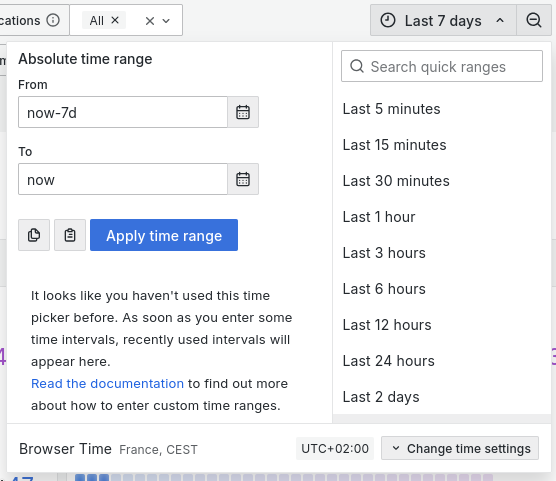 cations
All
Last 7 days
Absolute time range
From
now-7d
To
now
Apply time range
It looks like you haven't used this time
picker before. As soon as you enter some
time intervals, recently used intervals will
appear here.
Read the documentation to find out more
about how to enter custom time ranges.
Search quick ranges
Last 5 minutes
Last 15 minutes
Last 30 minutes
Last 1 hour
Last 3 hours
Last 6 hours
Last 12 hours
Last 24 hours
Last 2 days
Browser Time France, CEST
UTC+02:00
Change time settings